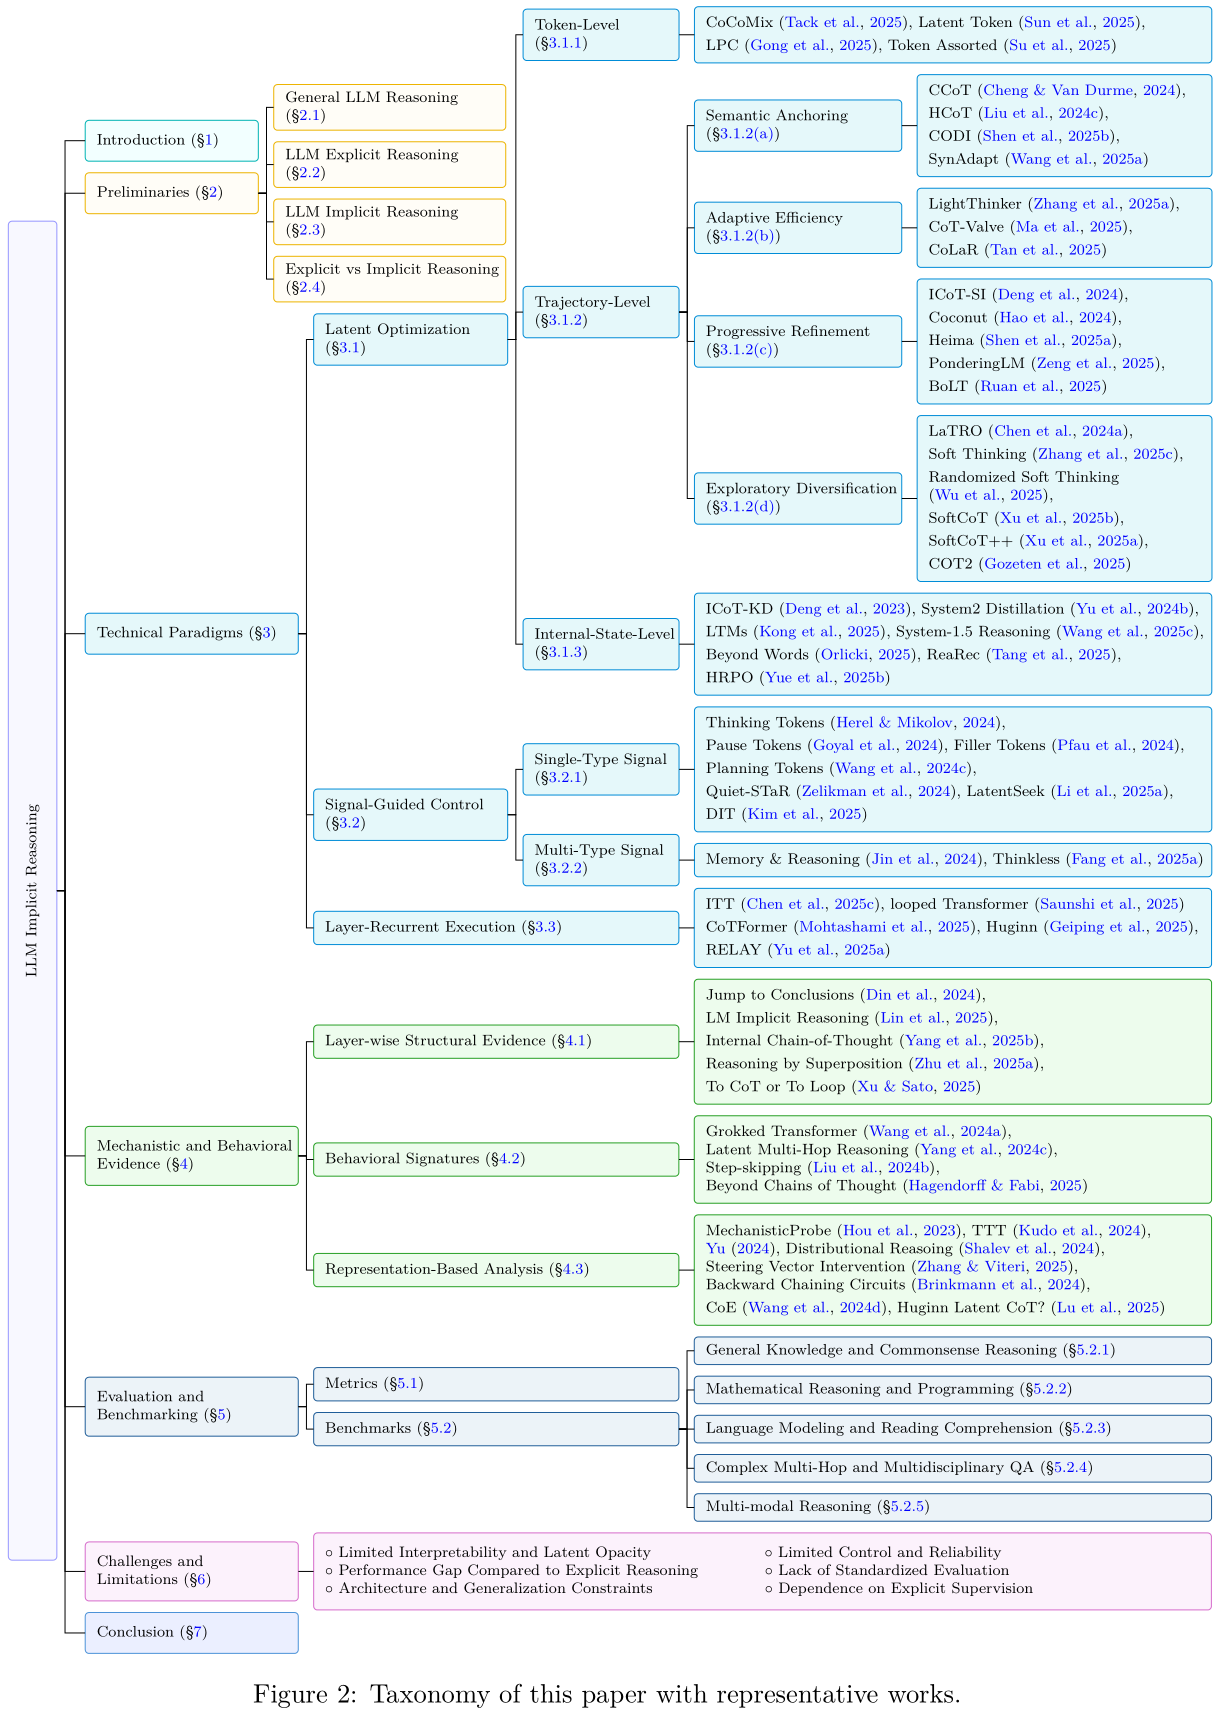 LLM Implicit Reasoning
Introduction (§1)
Preliminaries (§2)
General LLM Reasoning
(§2.1)
LLM Explicit Reasoning
(§2.2)
LLM Implicit Reasoning
(§2.3)
Explicit vs Implicit Reasoning
(§2.4)
Technical Paradigms (§3)
Latent Optimization
(§3.1)
Token-Level
(§3.1.1)
CoCoMix (Tack et al., 2025), Latent Token (Sun et al., 2025),
LPC (Gong et al., 2025), Token Assorted (Su et al., 2025)
Trajectory-Level
(§3.1.2)
Semantic Anchoring
(§3.1.2(a))
CCoT (Cheng & Van Durme, 2024),
HCoT (Liu et al., 2024c),
CODI (Shen et al., 2025b),
SynAdapt (Wang et al., 2025a)
Adaptive Efficiency
(§3.1.2(b))
LightThinker (Zhang et al., 2025a),
CoT-Valve (Ma et al., 2025),
CoLaR (Tan et al., 2025)
Progressive Refinement
(§3.1.2(c))
ICoT-SI (Deng et al., 2024),
Coconut (Hao et al., 2024),
Heima (Shen et al., 2025a),
PonderingLM (Zeng et al., 2025),
BoLT (Ruan et al., 2025)
Exploratory Diversification
(§3.1.2(d))
LaTRO (Chen et al., 2024a),
Soft Thinking (Zhang et al., 2025c),
Randomized Soft Thinking
(Wu et al., 2025),
SoftCoT (Xu et al., 2025b),
SoftCoT++ (Xu et al., 2025a),
COT2 (Gozeten et al., 2025)
Internal-State-Level
(§3.1.3)
ICoT-KD (Deng et al., 2023), System2 Distillation (Yu et al., 2024b),
LTMs (Kong et al., 2025), System-1.5 Reasoning (Wang et al., 2025c),
Beyond Words (Orlicki, 2025), ReaRec (Tang et al., 2025),
HRPO (Yue et al., 2025b)
Signal-Guided Control
(§3.2)
Single-Type Signal
(§3.2.1)
Thinking Tokens (Herel & Mikolov, 2024),
Pause Tokens (Goyal et al., 2024), Filler Tokens (Pfau et al., 2024),
Planning Tokens (Wang et al., 2024c),
Quiet-STaR (Zelikman et al., 2024), LatentSeek (Li et al., 2025a),
DIT (Kim et al., 2025)
Multi-Type Signal
(§3.2.2)
Memory & Reasoning (Jin et al., 2024), Thinkless (Fang et al., 2025a)
Layer-Recurrent Execution (§3.3)
ITT (Chen et al., 2025c), looped Transformer (Saunshi et al., 2025)
CoTFormer (Mohtashami et al., 2025), Huginn (Geiping et al., 2025),
RELAY (Yu et al., 2025a)
Mechanistic and Behavioral
Evidence (§4)
Layer-wise Structural Evidence (§4.1)
Jump to Conclusions (Din et al., 2024),
LM Implicit Reasoning (Lin et al., 2025),
Internal Chain-of-Thought (Yang et al., 2025b),
Reasoning by Superposition (Zhu et al., 2025a),
To CoT or To Loop (Xu & Sato, 2025)
Behavioral Signatures (§4.2)
Grokked Transformer (Wang et al., 2024a),
Latent Multi-Hop Reasoning (Yang et al., 2024c),
Step-skipping (Liu et al., 2024b),
Beyond Chains of Thought (Hagendorff & Fabi, 2025)
Representation-Based Analysis (§4.3)
MechanisticProbe (Hou et al., 2023), TTT (Kudo et al., 2024),
Yu (2024), Distributional Reasoing (Shalev et al., 2024),
Steering Vector Intervention (Zhang & Viteri, 2025),
Backward Chaining Circuits (Brinkmann et al., 2024),
CoE (Wang et al., 2024d), Huginn Latent CoT? (Lu et al., 2025)
Evaluation and
Benchmarking (§5)
Metrics (§5.1)
Benchmarks (§5.2)
General Knowledge and Commonsense Reasoning (§5.2.1)
Mathematical Reasoning and Programming (§5.2.2)
Language Modeling and Reading Comprehension (§5.2.3)
Complex Multi-Hop and Multidisciplinary QA (§5.2.4)
Multi-modal Reasoning (§5.2.5)
Challenges and
Limitations (§6)
○ Limited Interpretability and Latent Opacity
○ Performance Gap Compared to Explicit Reasoning
○ Architecture and Generalization Constraints
○ Limited Control and Reliability
○ Lack of Standardized Evaluation
○ Dependence on Explicit Supervision
Conclusion (§7)
Figure 2: Taxonomy of this paper with representative works.